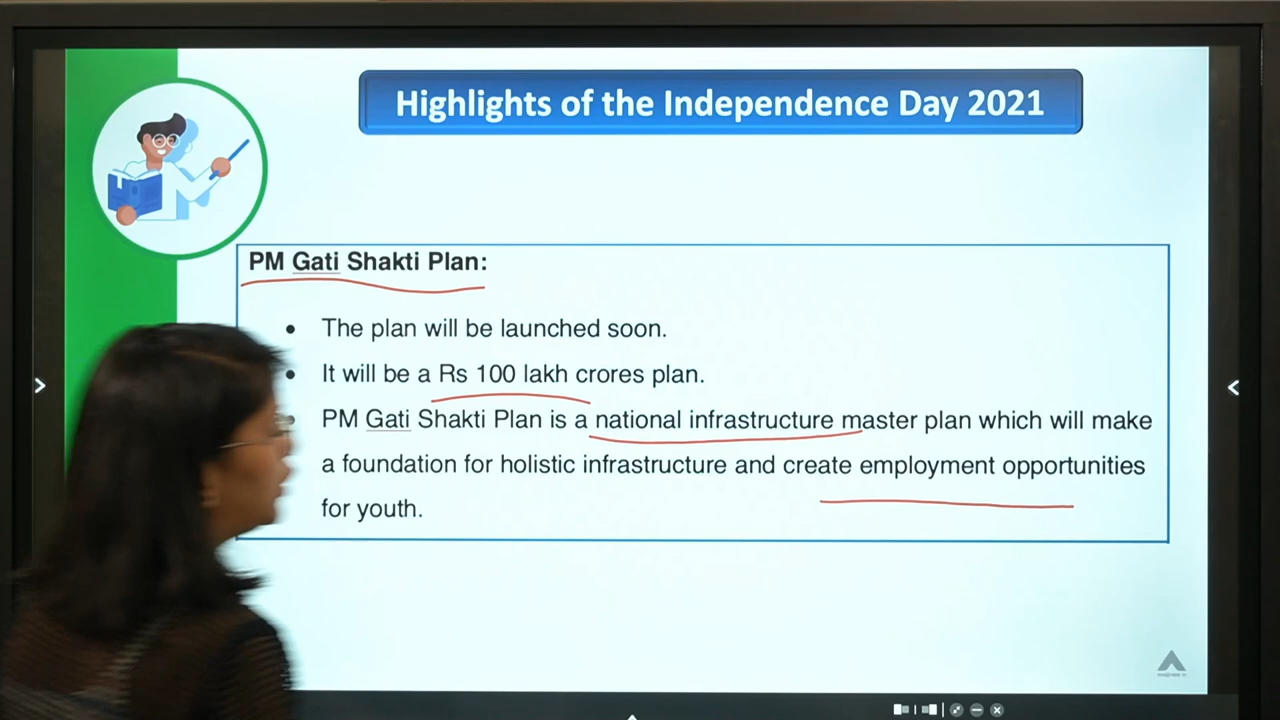 Highlights of the Independence Day 2021
PM Gati Shakti Plan:
• The plan will be launched soon.
• It will be a Rs 100 lakh crores plan.
PM Gati Shakti Plan is a national infrastructure master plan which will make
a foundation for holistic infrastructure and create employment opportunities
for youth.